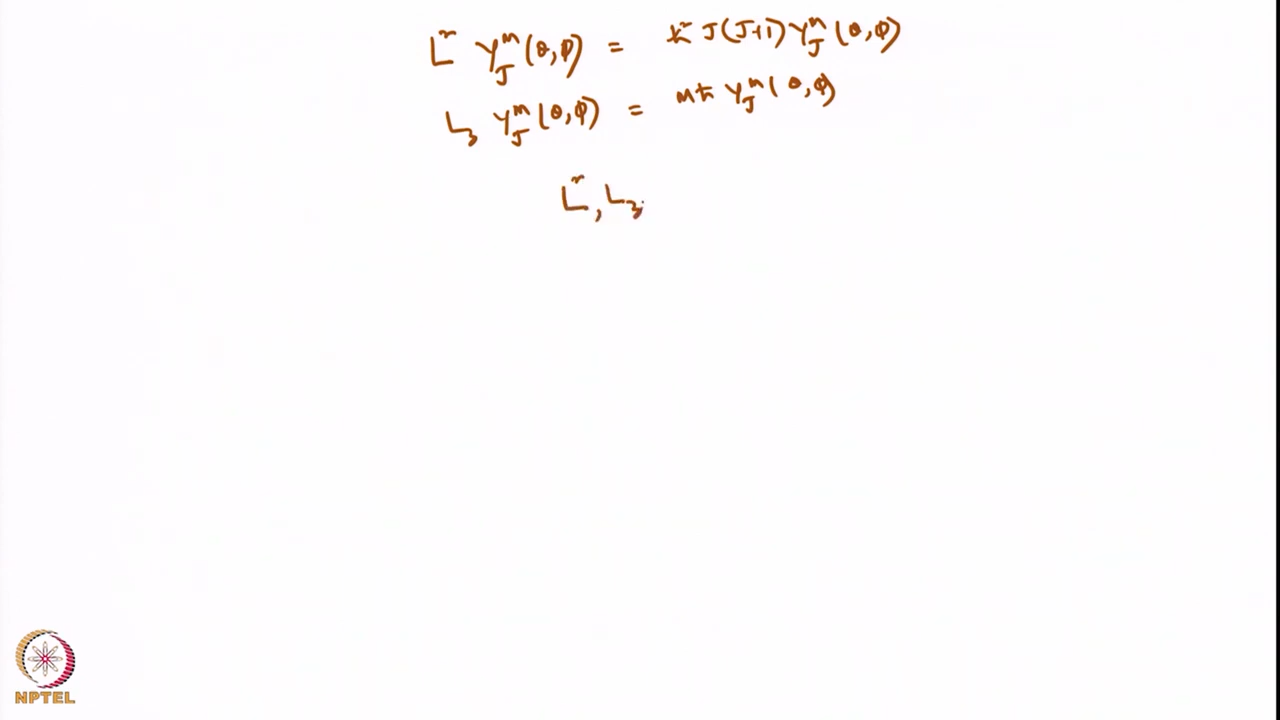 L² Y_J^m(θ,φ) = ħ² J(J+1) Y_J^m(θ,φ)
L_z Y_J^m(θ,φ) = mħ Y_J^m(θ,φ)
L², L_z
NPTEL